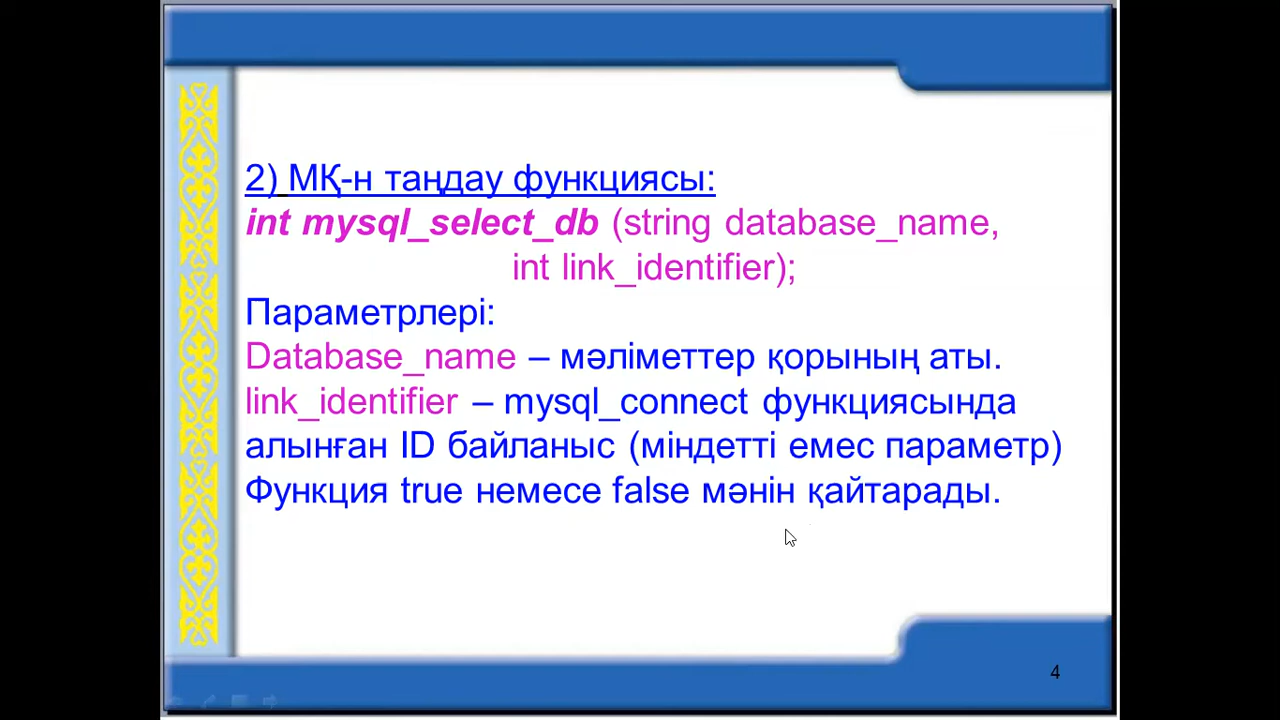 2) МҚ-н таңдау функциясы:
int mysql_select_db (string database_name,
int link_identifier);
Параметрлері:
Database_name – мәліметтер қорының аты.
link_identifier – mysql_connect функциясында
алынған ID байланыс (міндетті емес параметр)
Функция true немесе false мәнін қайтарады.
4